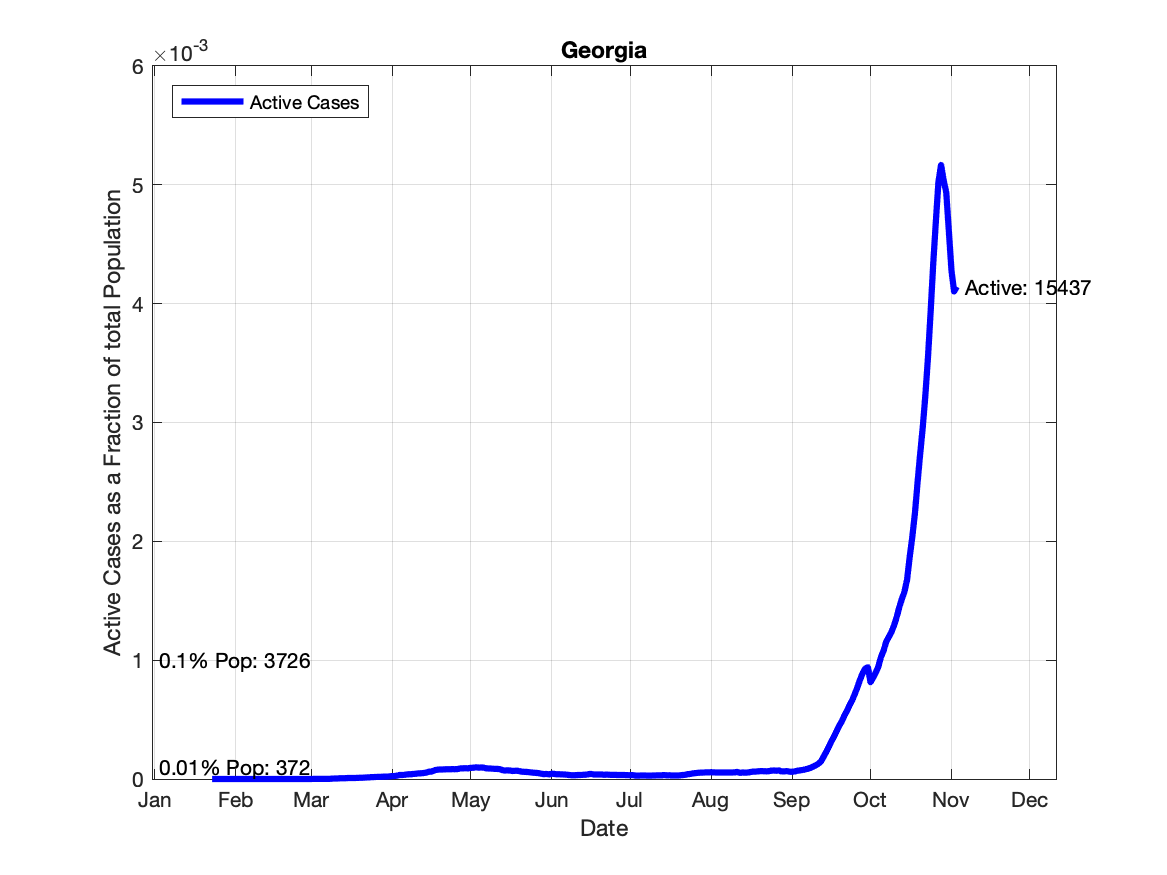 Georgia
×10-3
Active Cases
6
5
4
3
2
1
0
Active Cases as a Fraction of total Population
Active: 15437
0.1% Pop: 3726
0.01% Pop: 372
Jan Feb Mar Apr May Jun Jul Aug Sep Oct Nov Dec
Date